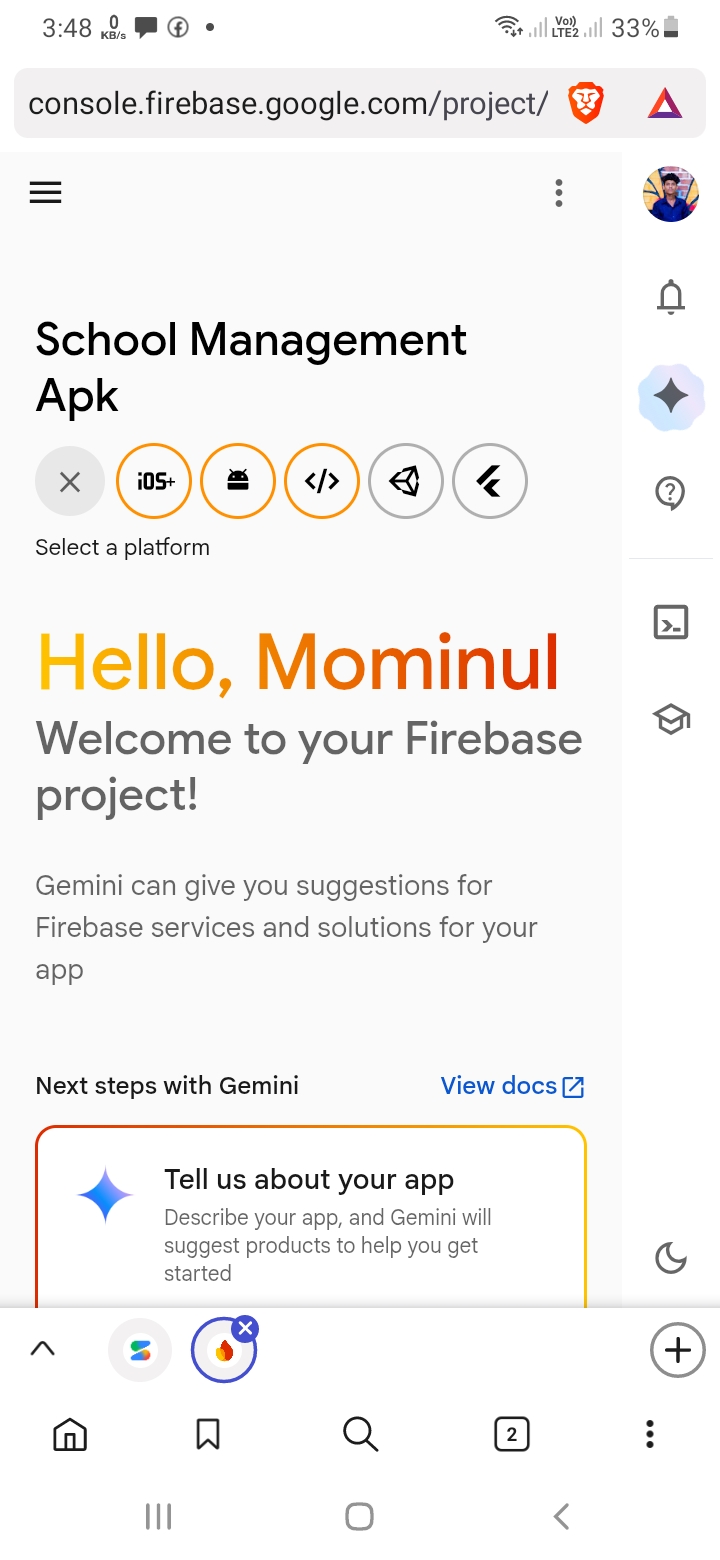 3:48 0 KB/s Vo)) LTE2 33%
console.firebase.google.com/project/
School Management
Apk
iOS+ </>
Select a platform
Hello, Mominul
Welcome to your Firebase
project!
Gemini can give you suggestions for
Firebase services and solutions for your
app
Next steps with Gemini View docs
Tell us about your app
Describe your app, and Gemini will
suggest products to help you get
started
2